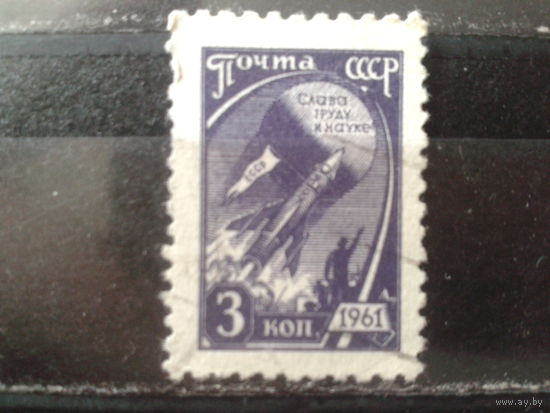 Почта СССР
Слава
труду
и науке
СССР
3 коп. 1961
www.ay.by